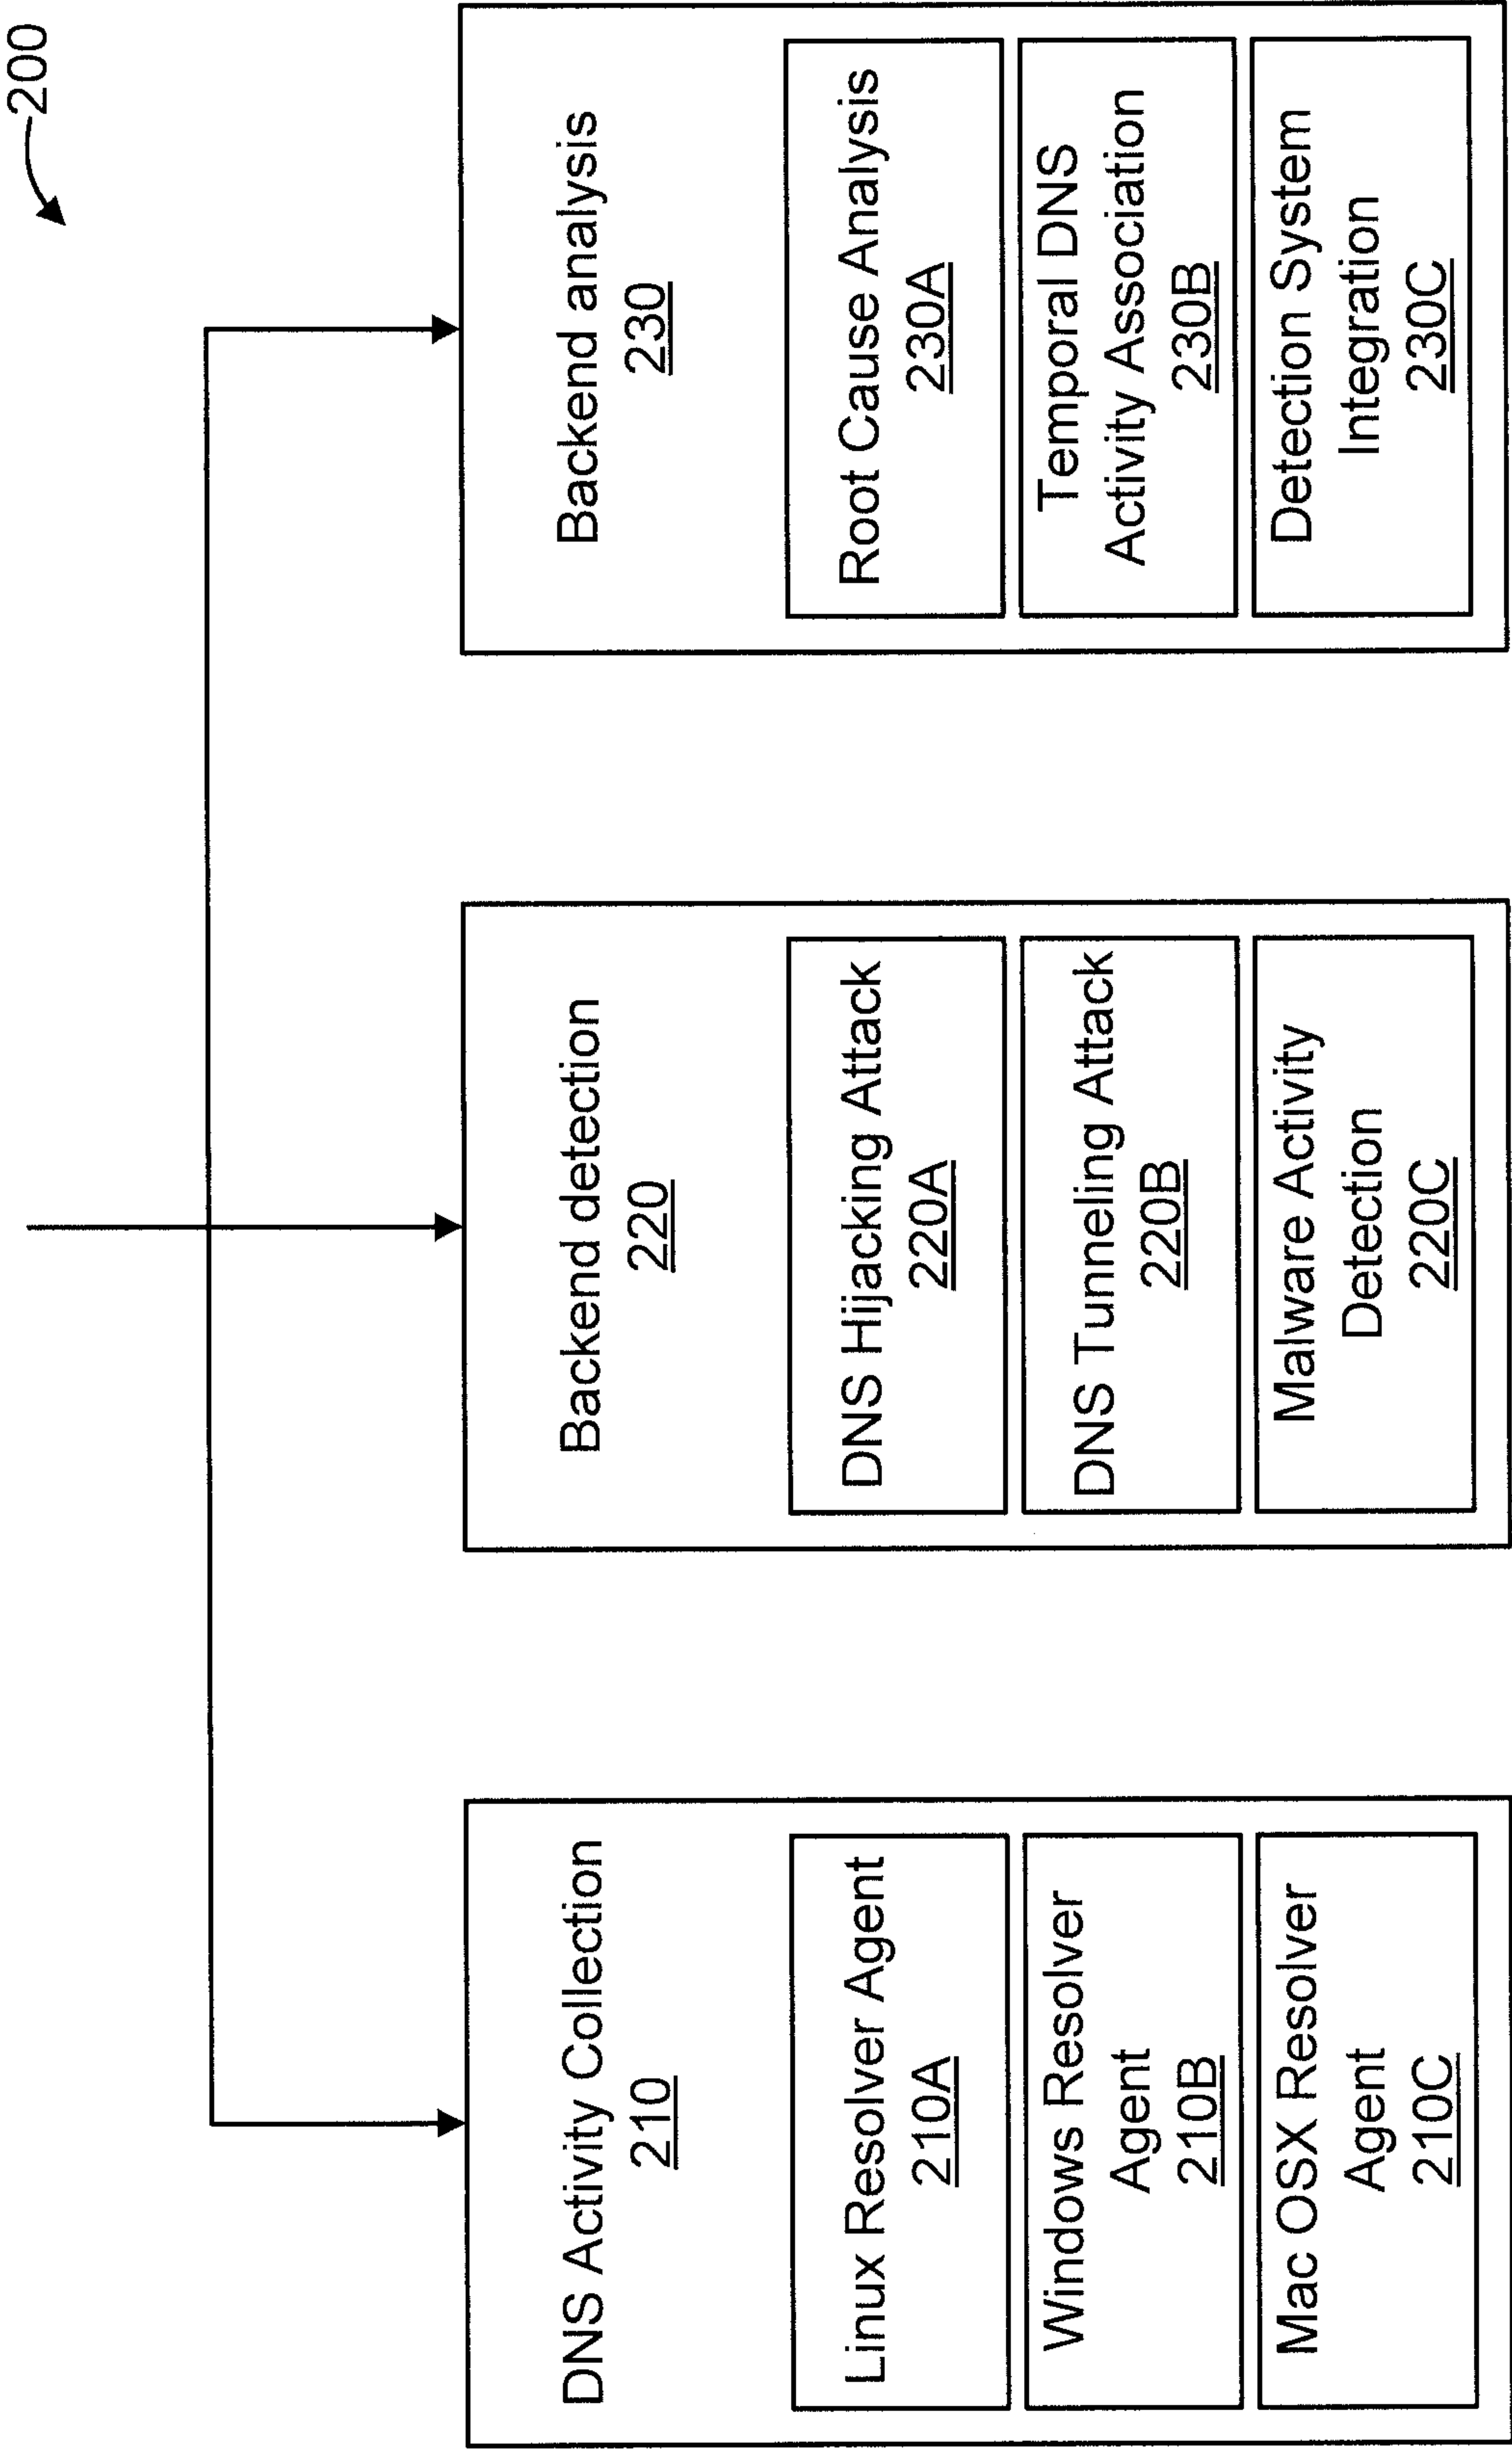 200
DNS Activity Collection
210
Linux Resolver Agent
210A
Windows Resolver
Agent
210B
Mac OSX Resolver
Agent
210C
Backend detection
220
DNS Hijacking Attack
220A
DNS Tunneling Attack
220B
Malware Activity
Detection
220C
Backend analysis
230
Root Cause Analysis
230A
Temporal DNS
Activity Association
230B
Detection System
Integration
230C